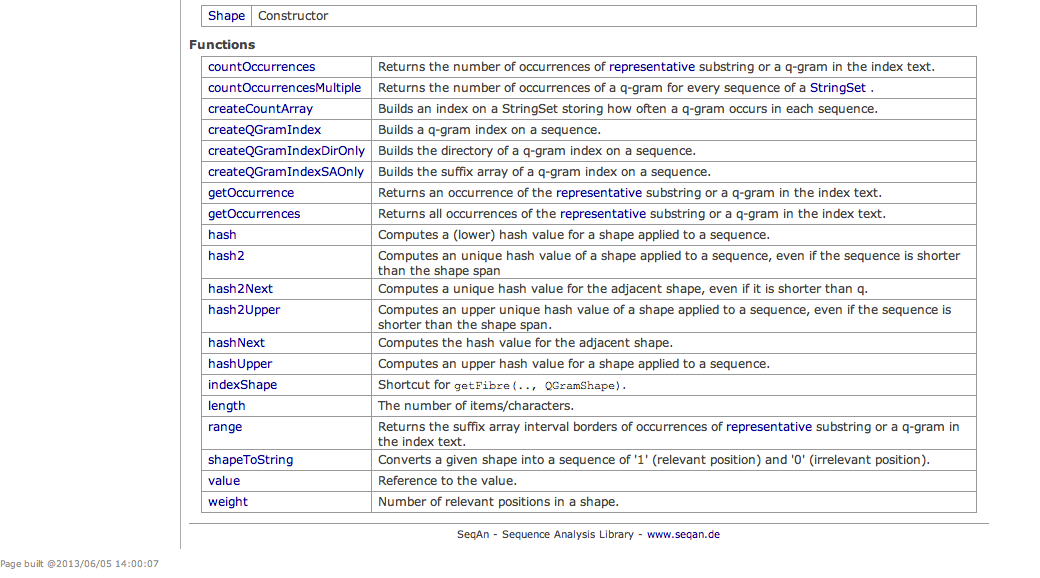 Shape Constructor
Functions
countOccurrences Returns the number of occurrences of representative substring or a q-gram in the index text.
countOccurrencesMultiple Returns the number of occurrences of a q-gram for every sequence of a StringSet .
createCountArray Builds an index on a StringSet storing how often a q-gram occurs in each sequence.
createQGramIndex Builds a q-gram index on a sequence.
createQGramIndexDirOnly Builds the directory of a q-gram index on a sequence.
createQGramIndexSAOnly Builds the suffix array of a q-gram index on a sequence.
getOccurrence Returns an occurrence of the representative substring or a q-gram in the index text.
getOccurrences Returns all occurrences of the representative substring or a q-gram in the index text.
hash Computes a (lower) hash value for a shape applied to a sequence.
hash2 Computes an unique hash value of a shape applied to a sequence, even if the sequence is shorter
than the shape span
hash2Next Computes a unique hash value for the adjacent shape, even if it is shorter than q.
hash2Upper Computes an upper unique hash value of a shape applied to a sequence, even if the sequence is
shorter than the shape span.
hashNext Computes the hash value for the adjacent shape.
hashUpper Computes an upper hash value for a shape applied to a sequence.
indexShape Shortcut for getFibre(.., QGramShape).
length The number of items/characters.
range Returns the suffix array interval borders of occurrences of representative substring or a q-gram in
the index text.
shapeToString Converts a given shape into a sequence of '1' (relevant position) and '0' (irrelevant position).
value Reference to the value.
weight Number of relevant positions in a shape.
SeqAn - Sequence Analysis Library - www.seqan.de
Page built @2013/06/05 14:00:07